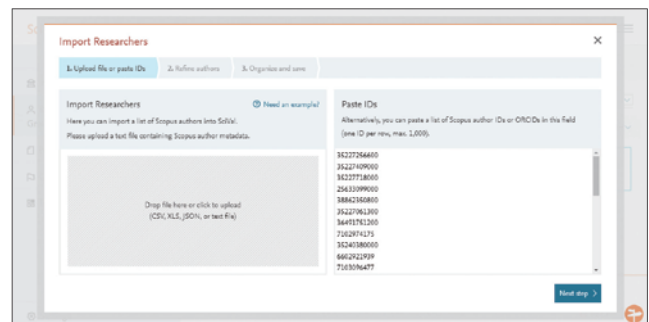 Import Researchers
1. Upload file or paste IDs
2. Refine authors
3. Organize and save
Import Researchers
Need an example?
Here you can import a list of Scopus authors into SciVal.
Please upload a text file containing Scopus author metadata.
Drop file here or click to upload
(CSV, XLS, JSON, or text file)
Paste IDs
Alternatively, you can paste a list of Scopus author IDs or ORCIDs in this field
(one ID per row, max. 1,000).
35227256600
35227409000
35227718000
25633099000
38862350800
35227061300
36491751200
7102974175
35240380000
6602921939
7103096477
Next step